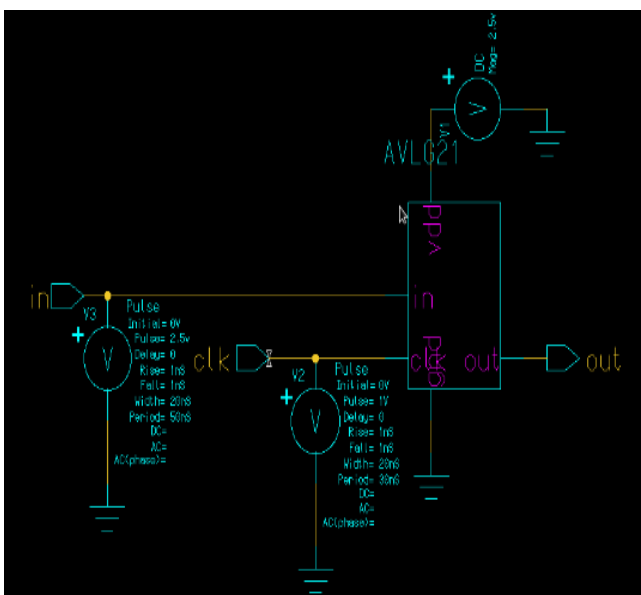 DC
Mag= 2.5v
+
V
V1
AVLG21
vdd
in
in
V3
Pulse
Initial= 0V
Pulse= 2.5v
Delay= 0
Rise= 1nS
Fall= 1nS
Width= 20nS
Period= 50nS
DC=
AC=
AC(phase)=
+
V
clk
clk
gnd
out
out
V2
Pulse
Initial= 0V
Pulse= 1V
Delay= 0
Rise= 1nS
Fall= 1nS
Width= 20nS
Period= 30nS
DC=
AC=
AC(phase)=
+
V